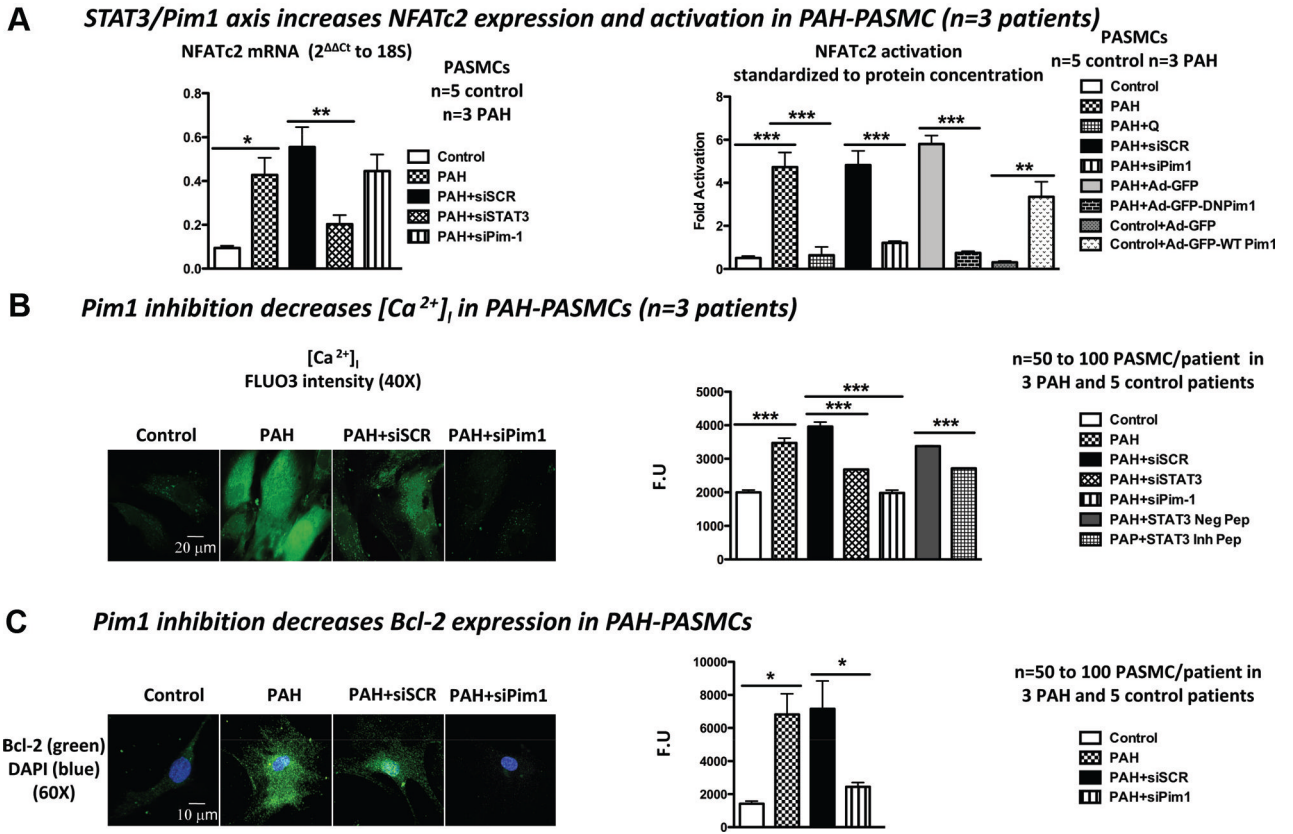 A
STAT3/Pim1 axis increases NFATc2 expression and activation in PAH-PASMC (n=3 patients)
NFATc2 mRNA (2^ΔΔCt to 18S)
PASMCs
n=5 control
n=3 PAH
0.8
0.6
0.4
0.2
0.0
*
**
Control
PAH
PAH+siSCR
PAH+siSTAT3
PAH+siPim-1
NFATc2 activation
standardized to protein concentration
PASMCs
n=5 control n=3 PAH
Fold Activation
8
6
4
2
0
***
***
***
***
**
Control
PAH
PAH+Q
PAH+siSCR
PAH+siPim1
PAH+Ad-GFP
PAH+Ad-GFP-DNPim1
Control+Ad-GFP
Control+Ad-GFP-WT Pim1
B
Pim1 inhibition decreases [Ca 2+]I in PAH-PASMCs (n=3 patients)
[Ca 2+]I
FLUO3 intensity (40X)
Control
PAH
PAH+siSCR
PAH+siPim1
20 μm
F.U
5000
4000
3000
2000
1000
0
***
***
***
***
n=50 to 100 PASMC/patient in
3 PAH and 5 control patients
Control
PAH
PAH+siSCR
PAH+siSTAT3
PAH+siPim-1
PAH+STAT3 Neg Pep
PAP+STAT3 Inh Pep
C
Pim1 inhibition decreases Bcl-2 expression in PAH-PASMCs
Control
PAH
PAH+siSCR
PAH+siPim1
Bcl-2 (green)
DAPI (blue)
(60X)
10 μm
F.U
10000
8000
6000
4000
2000
0
*
*
n=50 to 100 PASMC/patient in
3 PAH and 5 control patients
Control
PAH
PAH+siSCR
PAH+siPim1